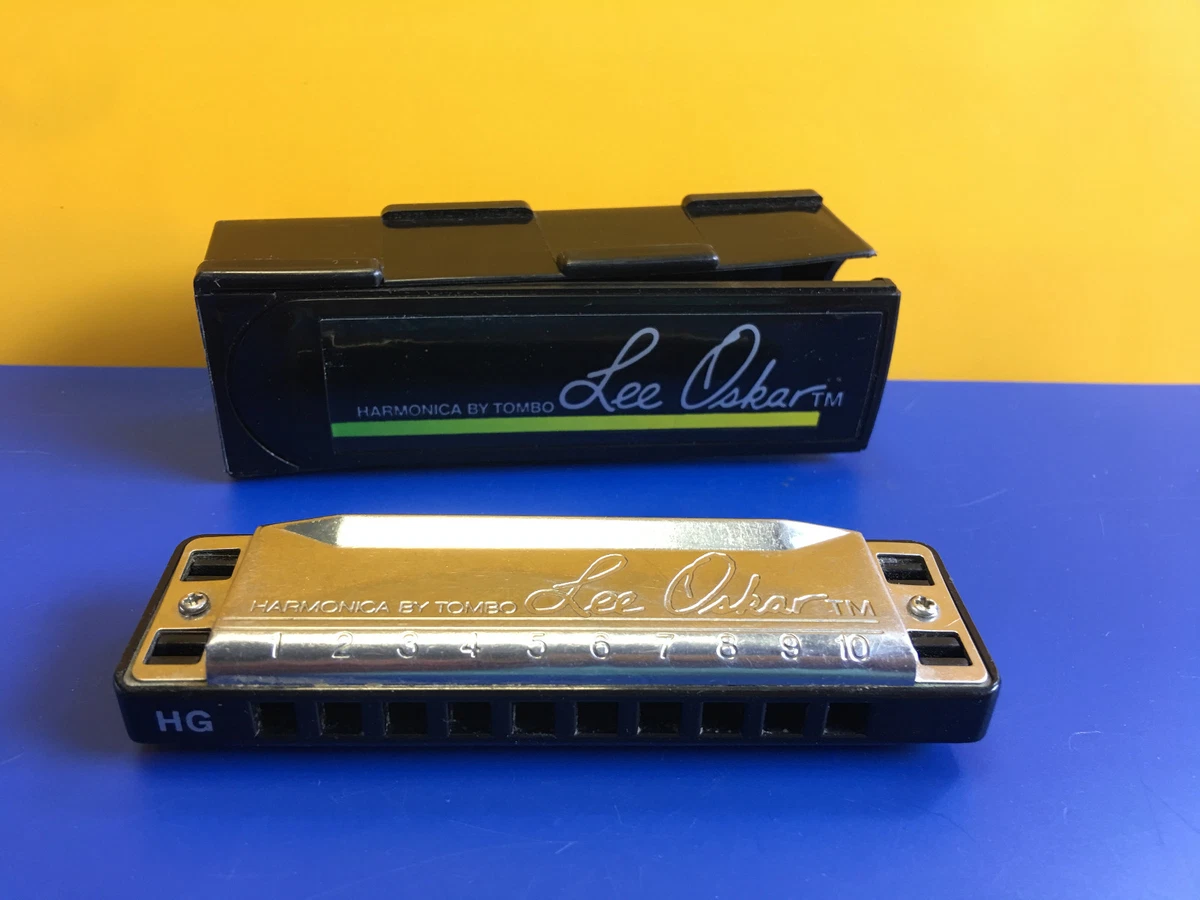 HARMONICA BY TOMBO Lee Oskar TM
HARMONICA BY TOMBO Lee Oskar TM
1 2 3 4 5 6 7 8 9 10
HG